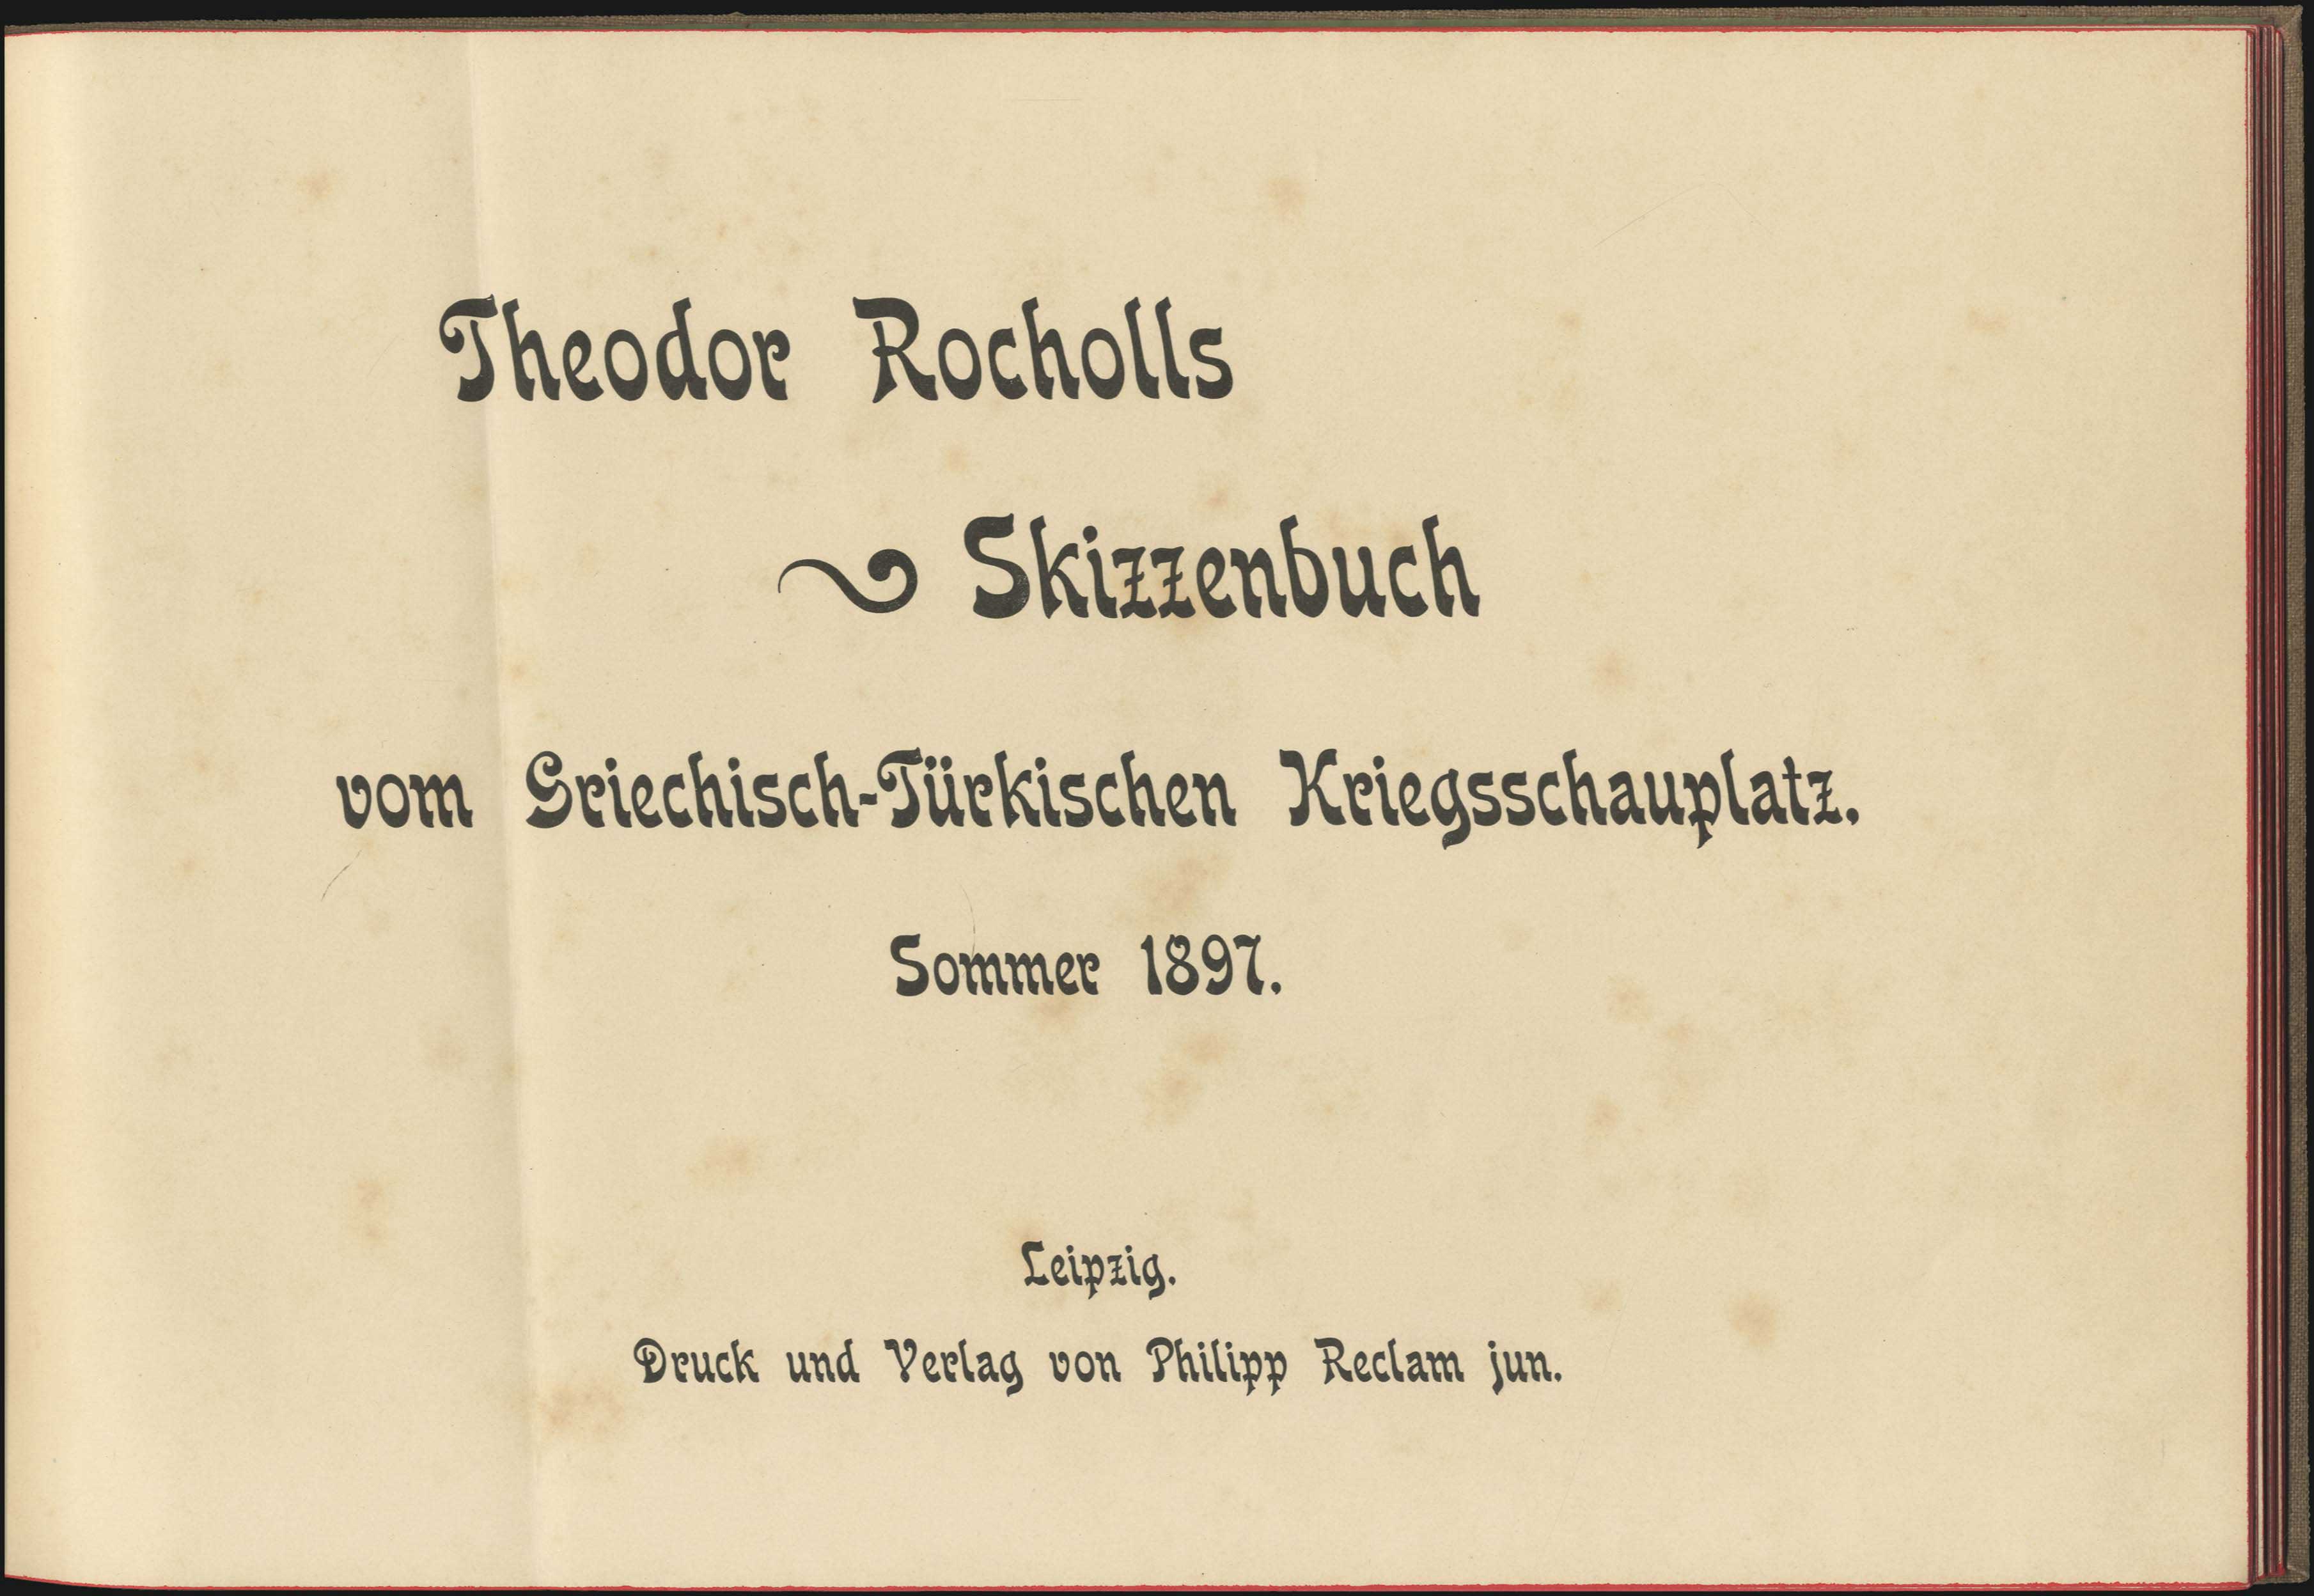 Theodor Rocholls
Skizzenbuch
vom Griechisch-Türkischen Kriegsschauplatz.
Sommer 1897.
Leipzig.
Druck und Verlag von Philipp Reclam jun.